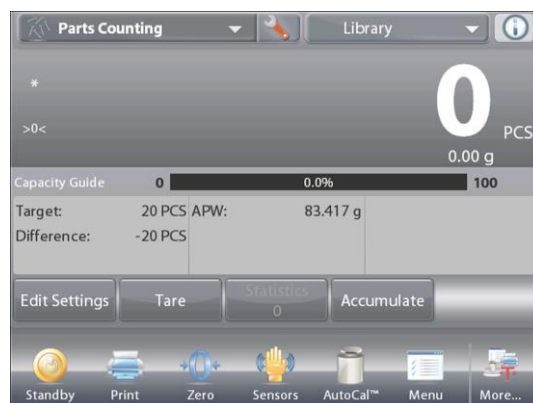 Parts Counting Library
*
0
>0< PCS
0.00 g
Capacity Guide 0 0.0% 100
Target: 20 PCS APW: 83.417 g
Difference: -20 PCS
Edit Settings Tare Statistics Accumulate
0
Standby Print Zero Sensors AutoCal™ Menu More...